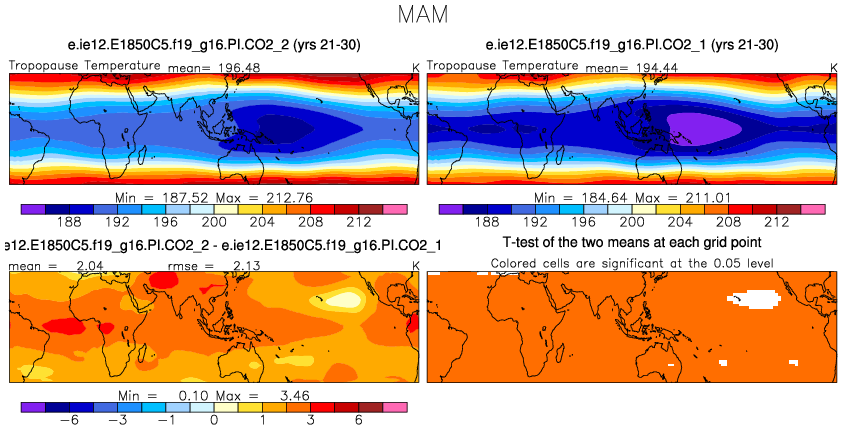 MAM
e.ie12.E1850C5.f19_g16.PI.CO2_2 (yrs 21-30)
Tropopause Temperature mean= 196.48 K
Min = 187.52 Max = 212.76
188 192 196 200 204 208 212
e.ie12.E1850C5.f19_g16.PI.CO2_1 (yrs 21-30)
Tropopause Temperature mean= 194.44 K
Min = 184.64 Max = 211.01
188 192 196 200 204 208 212
e12.E1850C5.f19_g16.PI.CO2_2 - e.ie12.E1850C5.f19_g16.PI.CO2_1
mean = 2.04 rmse = 2.13 K
Min = 0.10 Max = 3.46
-6 -3 -1 0 1 3 6
T-test of the two means at each grid point
Colored cells are significant at the 0.05 level